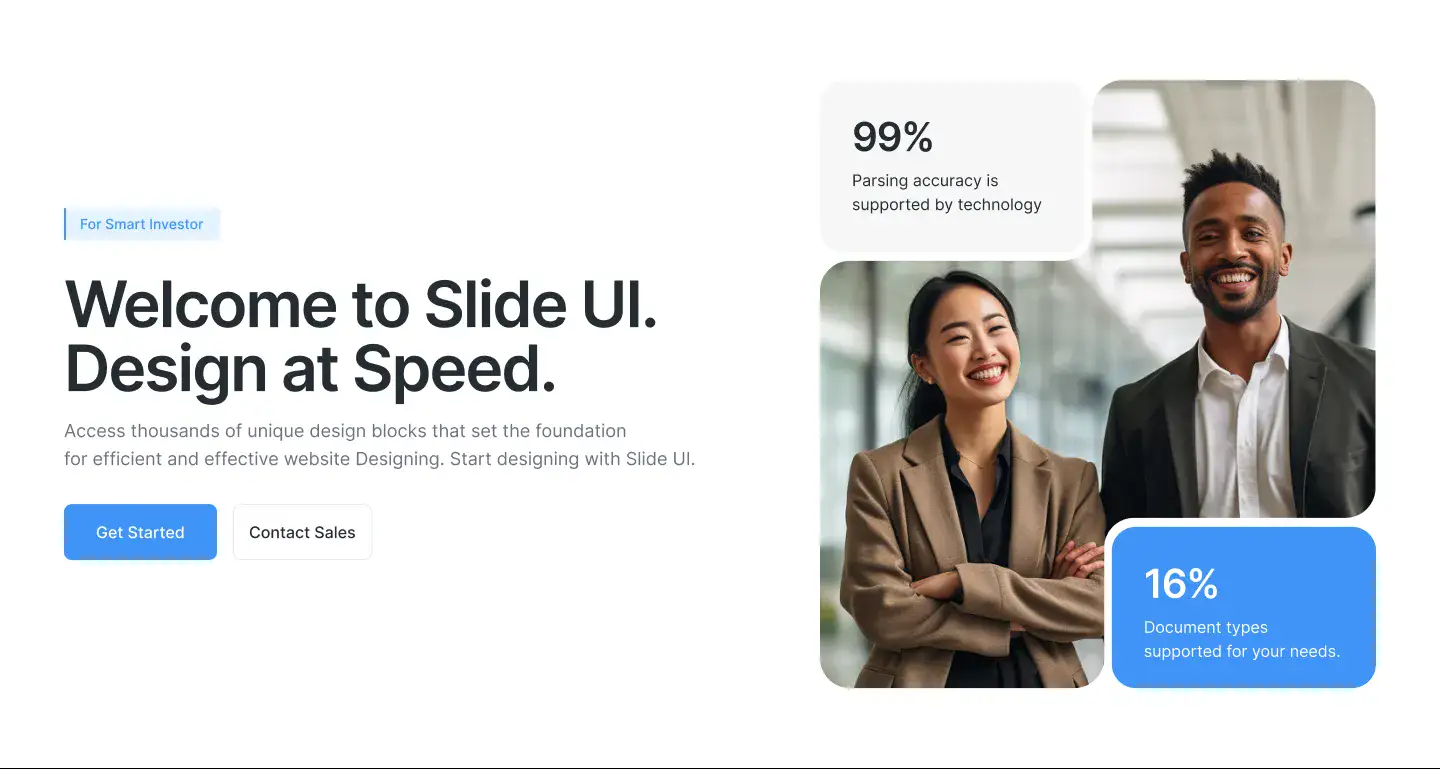 For Smart Investor
Welcome to Slide UI.
Design at Speed.
Access thousands of unique design blocks that set the foundation
for efficient and effective website Designing. Start designing with Slide UI.
Get Started
Contact Sales
99%
Parsing accuracy is
supported by technology
16%
Document types
supported for your needs.